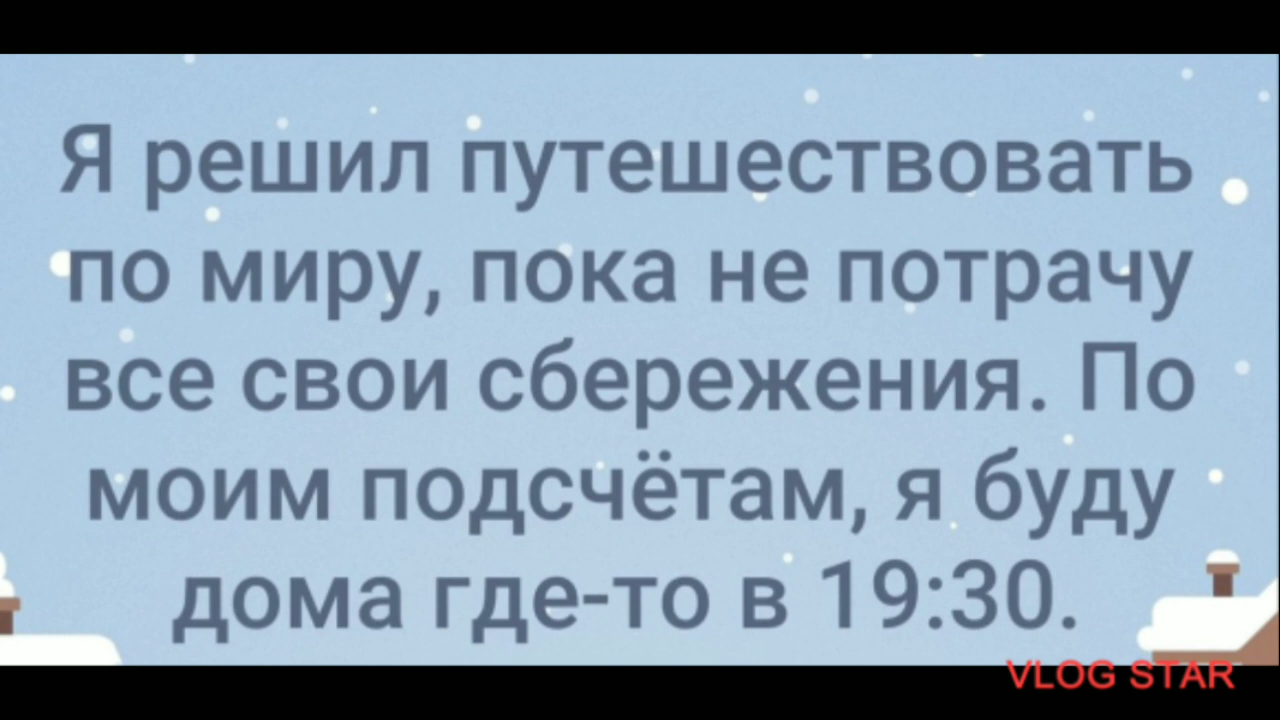 Я решил путешествовать
по миру, пока не потрачу
все свои сбережения. По
моим подсчётам, я буду
дома где-то в 19:30.
VLOG STAR